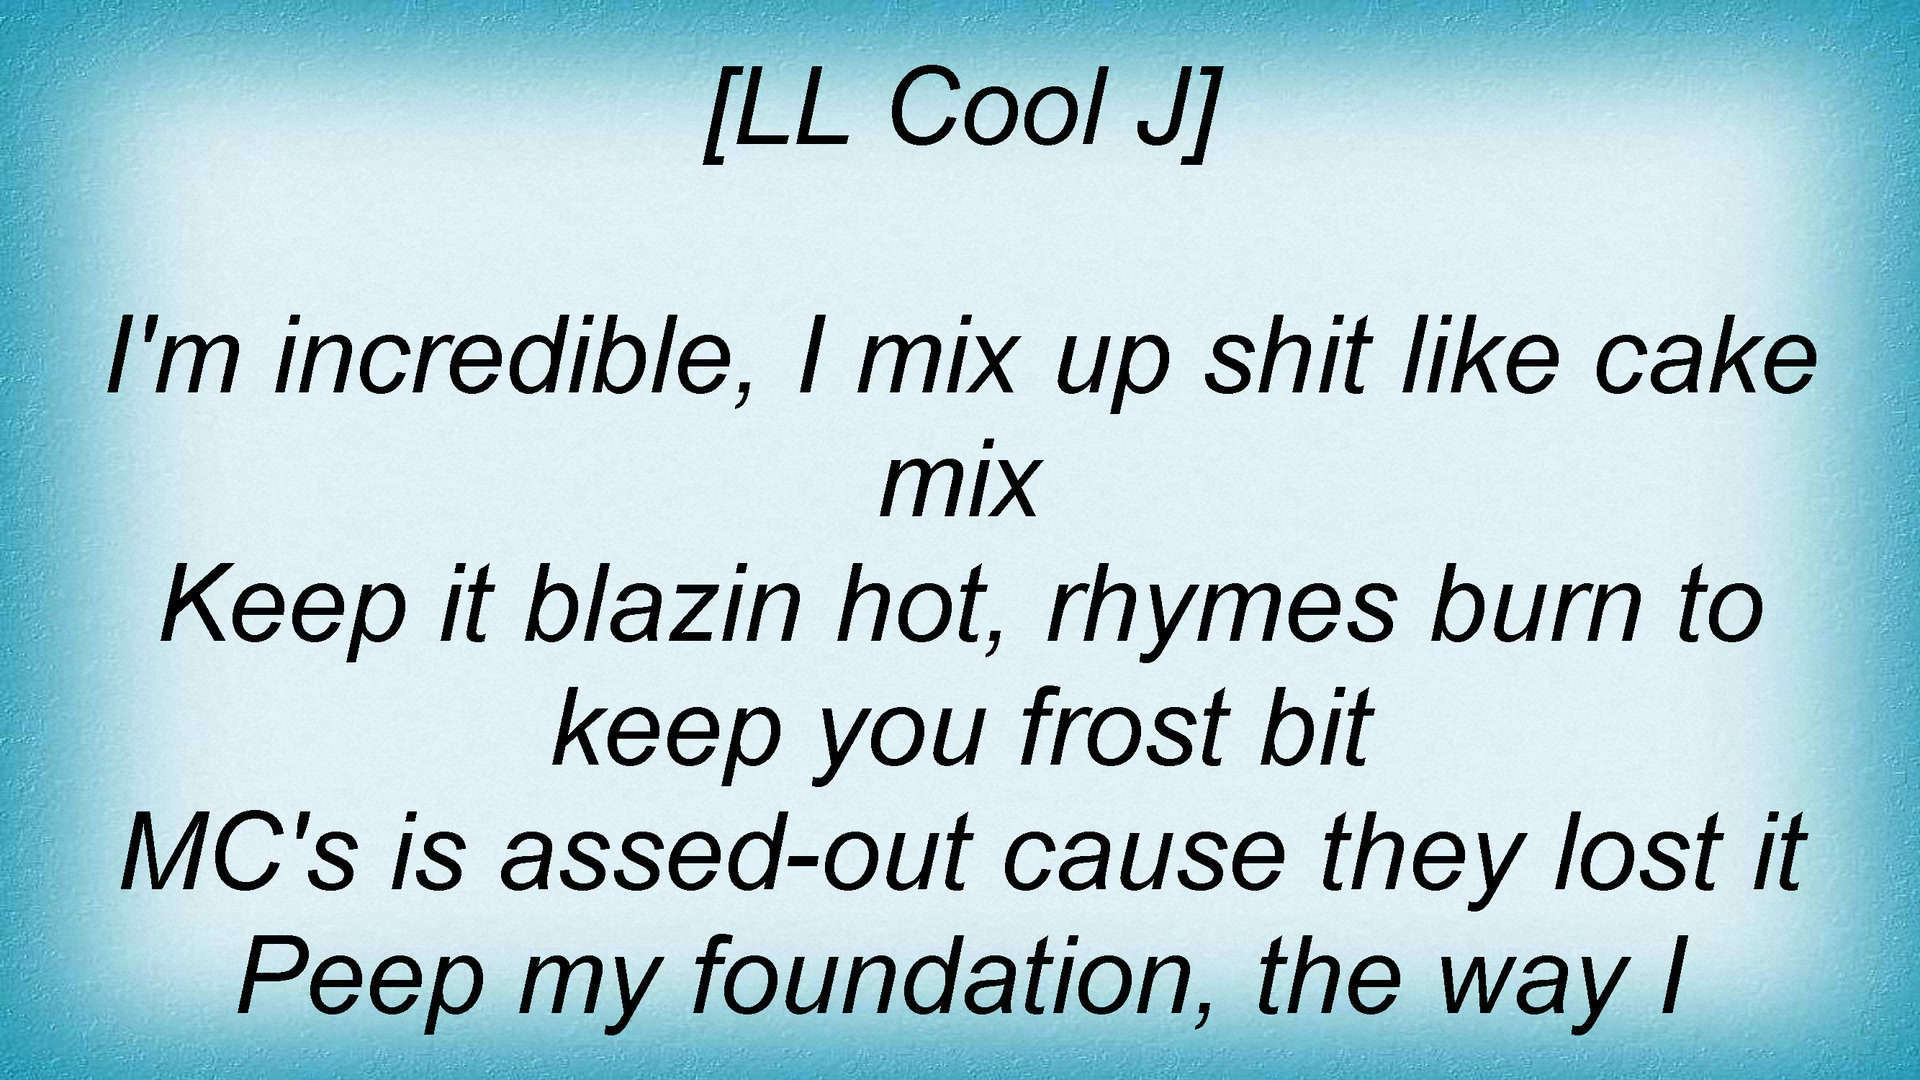 [LL Cool J]
I'm incredible, I mix up shit like cake
mix
Keep it blazin hot, rhymes burn to
keep you frost bit
MC's is assed-out cause they lost it
Peep my foundation, the way I